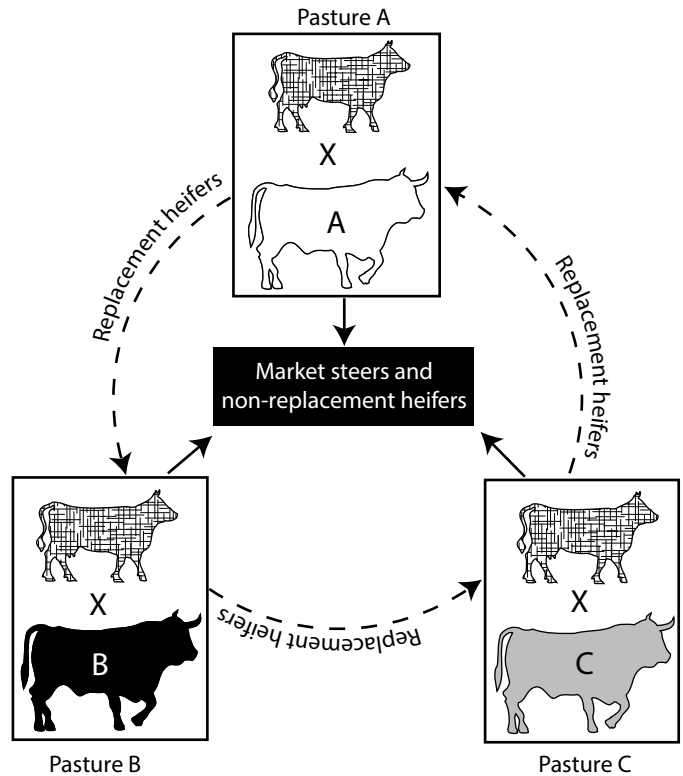 Pasture A
X
A
Replacement heifers
Replacement heifers
Market steers and
non-replacement heifers
X
B
Replacement heifers
X
C
Pasture B
Pasture C